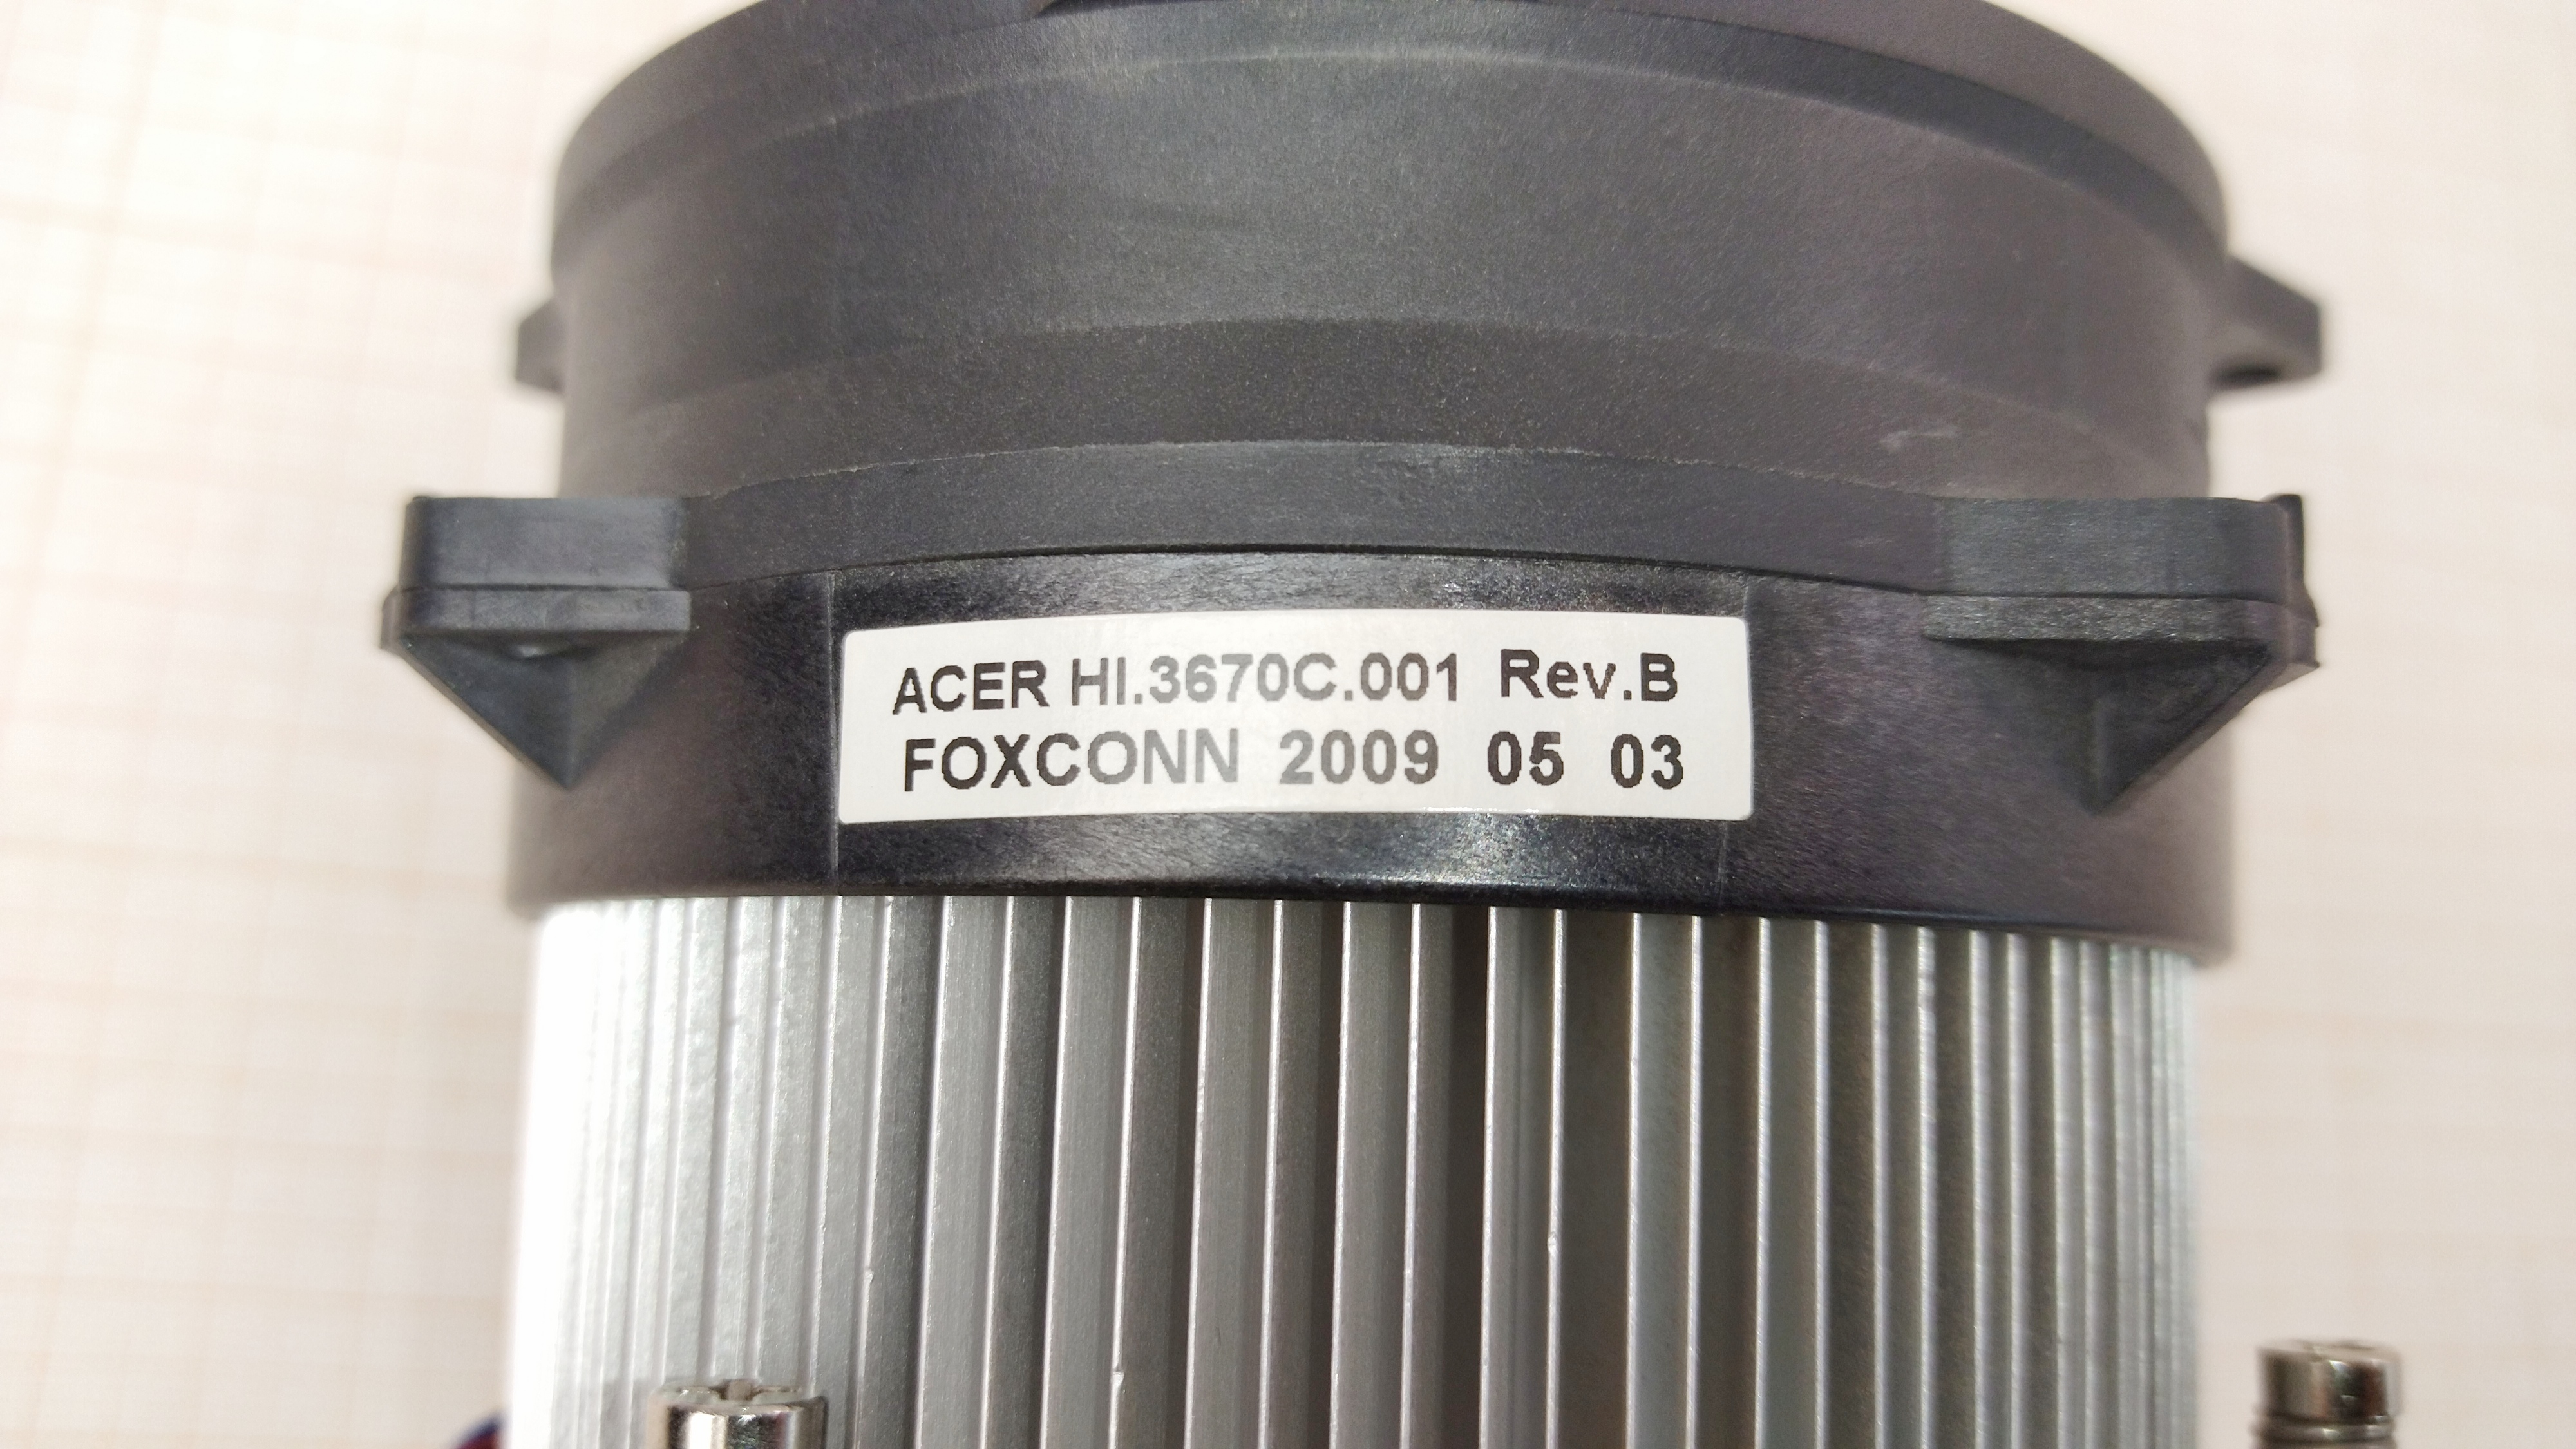 ACER HI.3670C.001 Rev.B
FOXCONN 2009 05 03